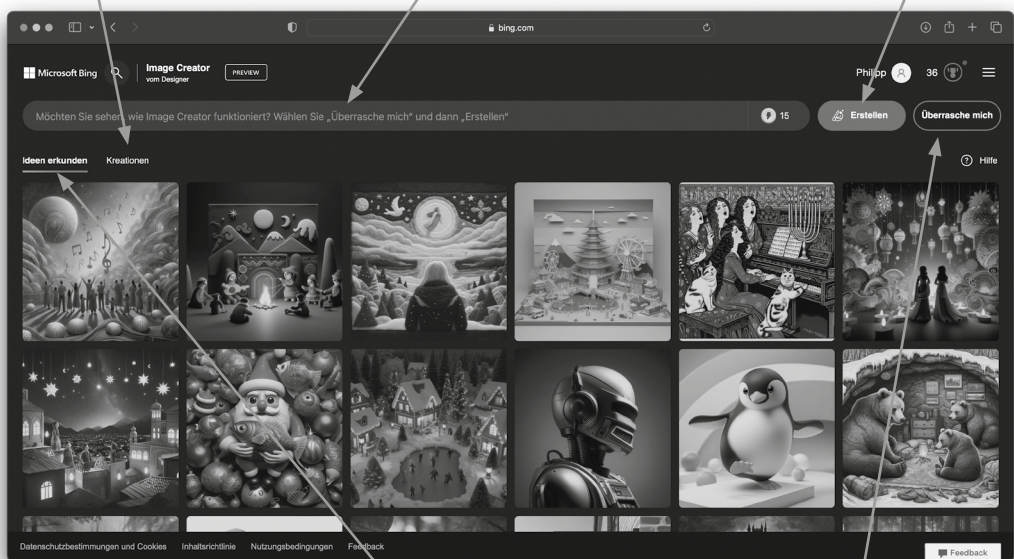 bing.com
Microsoft Bing
Image Creator
vom Designer
PREVIEW
Philipp
36
Möchten Sie sehen, wie Image Creator funktioniert? Wählen Sie „Überrasche mich“ und dann „Erstellen“
15
Erstellen
Überrasche mich
Ideen erkunden
Kreationen
Hilfe
Datenschutzbestimmungen und Cookies
Inhaltsrichtlinie
Nutzungsbedingungen
Feedback
Feedback